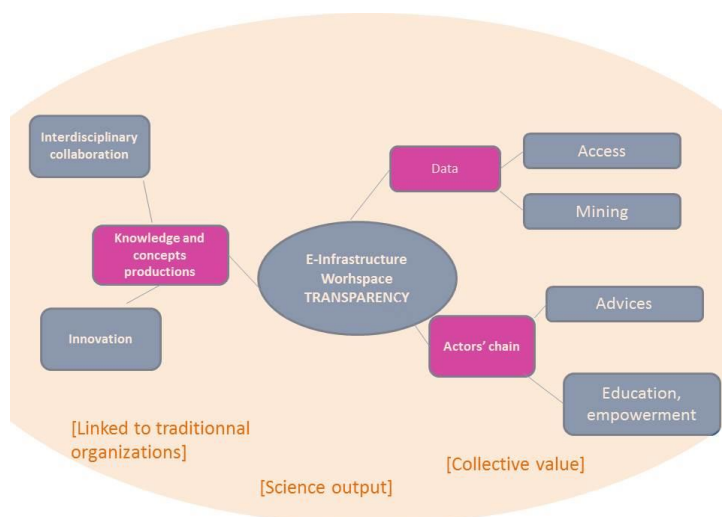 Interdisciplinary
collaboration
Knowledge and
concepts
productions
Innovation
E-Infrastructure
Workspace
TRANSPARENCY
Data
Access
Mining
Actors' chain
Advices
Education,
empowerment
[Linked to traditionnal
organizations]
[Science output]
[Collective value]